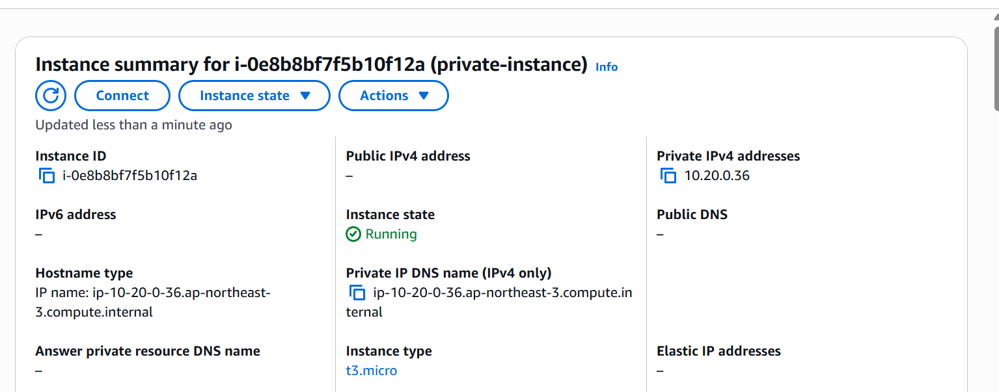 Instance summary for i-0e8b8bf7f5b10f12a (private-instance) Info
Connect
Instance state
Actions
Updated less than a minute ago
Instance ID
i-0e8b8bf7f5b10f12a
Public IPv4 address
–
Private IPv4 addresses
10.20.0.36
IPv6 address
–
Instance state
Running
Public DNS
–
Hostname type
IP name: ip-10-20-0-36.ap-northeast-
3.compute.internal
Private IP DNS name (IPv4 only)
ip-10-20-0-36.ap-northeast-3.compute.in
ternal
Answer private resource DNS name
–
Instance type
t3.micro
Elastic IP addresses
–